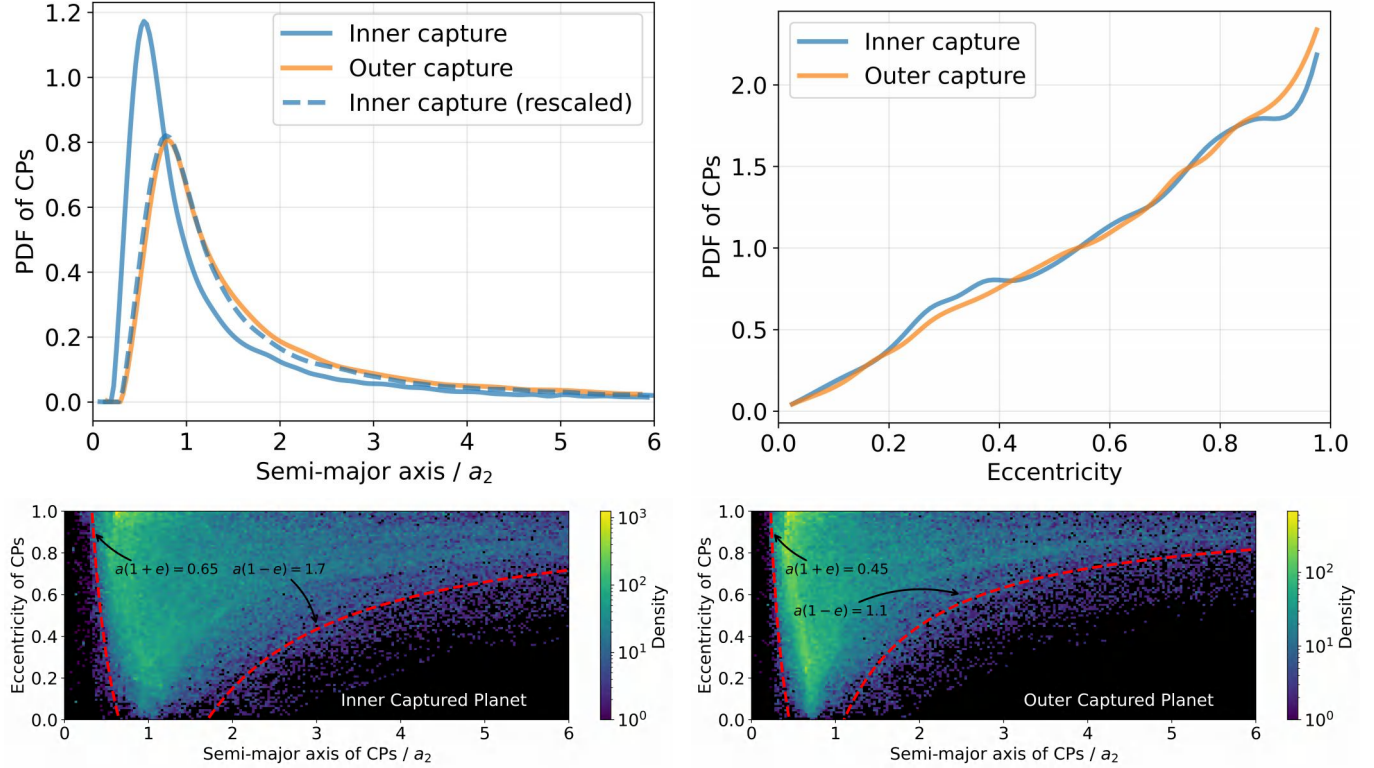 1.2
1.0
0.8
0.6
0.4
0.2
0.0
PDF of CPs
Inner capture
Outer capture
Inner capture (rescaled)
0 1 2 3 4 5 6
Semi-major axis / a₂
2.0
1.5
1.0
0.5
0.0
PDF of CPs
Inner capture
Outer capture
0.0 0.2 0.4 0.6 0.8 1.0
Eccentricity
1.0
0.8
0.6
0.4
0.2
0.0
Eccentricity of CPs
a(1 + e) = 0.65
a(1 − e) = 1.7
Inner Captured Planet
0 1 2 3 4 5 6
Semi-major axis of CPs / a₂
10³
10²
10¹
10⁰
Density
1.0
0.8
0.6
0.4
0.2
0.0
Eccentricity of CPs
a(1 + e) = 0.45
a(1 − e) = 1.1
Outer Captured Planet
0 1 2 3 4 5 6
Semi-major axis of CPs / a₂
10²
10¹
10⁰
Density